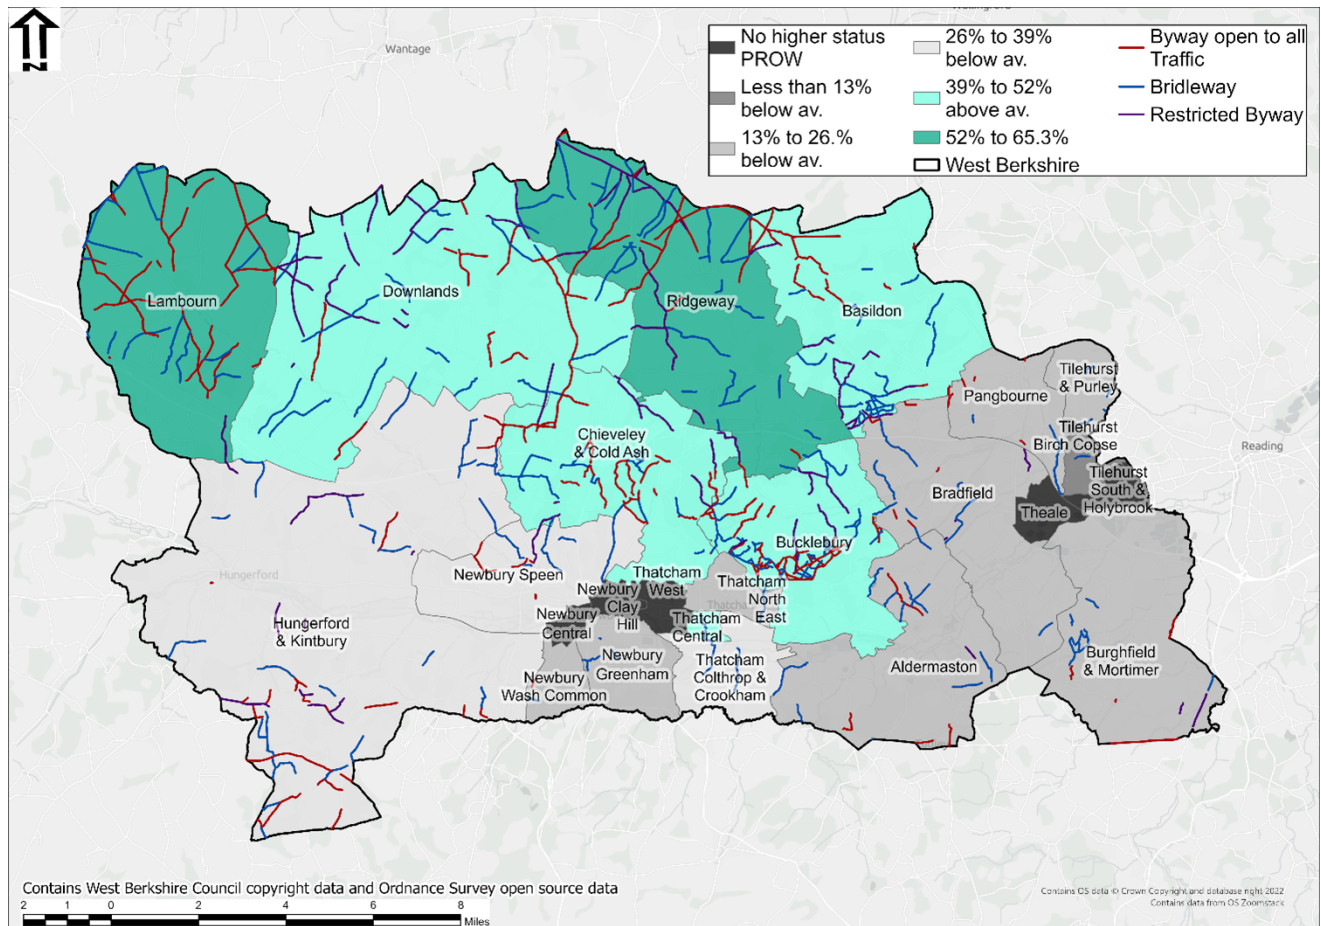 Wantage
No higher status
PROW
Less than 13%
below av.
13% to 26.%
below av.
26% to 39%
below av.
39% to 52%
above av.
52% to 65.3%
West Berkshire
Byway open to all
Traffic
Bridleway
Restricted Byway
N
Lambourn
Downlands
Ridgeway
Basildon
Pangbourne
Tilehurst
& Purley
Tilehurst
Birch Copse
Tilehurst
South &
Holybrook
Reading
Chieveley
& Cold Ash
Bradfield
Theale
Bucklebury
Newbury Speen
Hungerford
Thatcham
West
Thatcham
North
East
Newbury
Clay
Hill
Newbury
Central
Thatcham
Central
Hungerford
& Kintbury
Newbury
Greenham
Newbury
Wash Common
Thatcham
Colthrop &
Crookham
Aldermaston
Burghfield
& Mortimer
Contains West Berkshire Council copyright data and Ordnance Survey open source data
2 1 0 2 4 6 8
Miles
Contains OS data © Crown Copyright and database right 2022
Contains data from OS Zoomstack